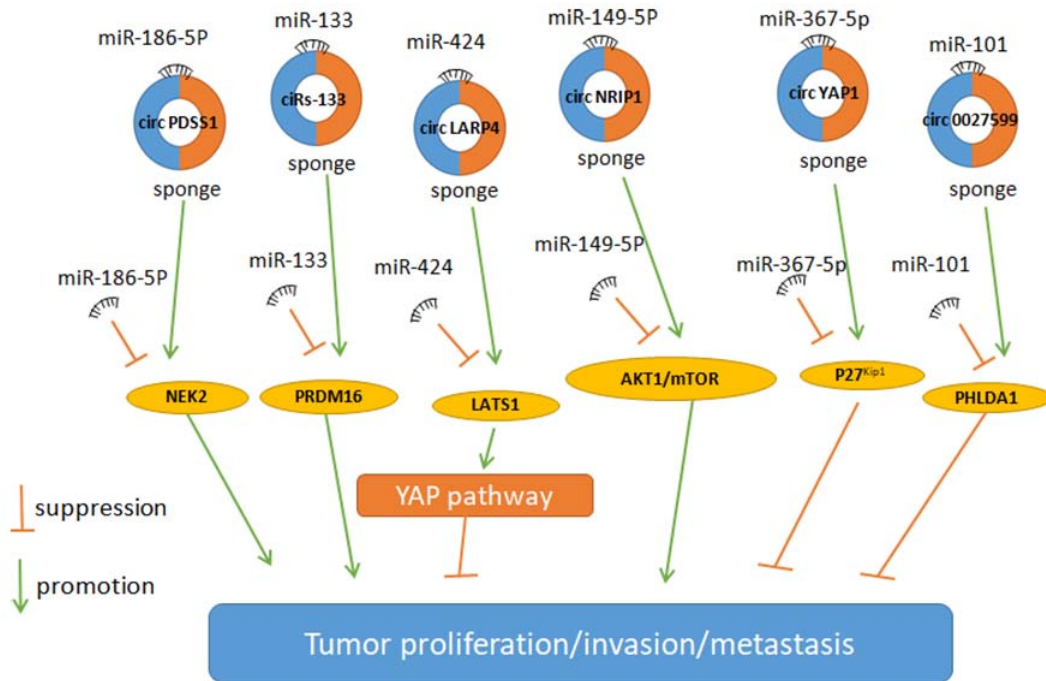 miR-186-5P
miR-133
miR-424
miR-149-5P
miR-367-5p
miR-101
circ PDSS1
ciRs-133
circ LARP4
circ NRIP1
circ YAP1
circ 0027599
sponge
sponge
sponge
sponge
sponge
sponge
miR-186-5P
miR-133
miR-424
miR-149-5P
miR-367-5p
miR-101
NEK2
PRDM16
LATS1
AKT1/mTOR
P27Kip1
PHLDA1
YAP pathway
suppression
promotion
Tumor proliferation/invasion/metastasis